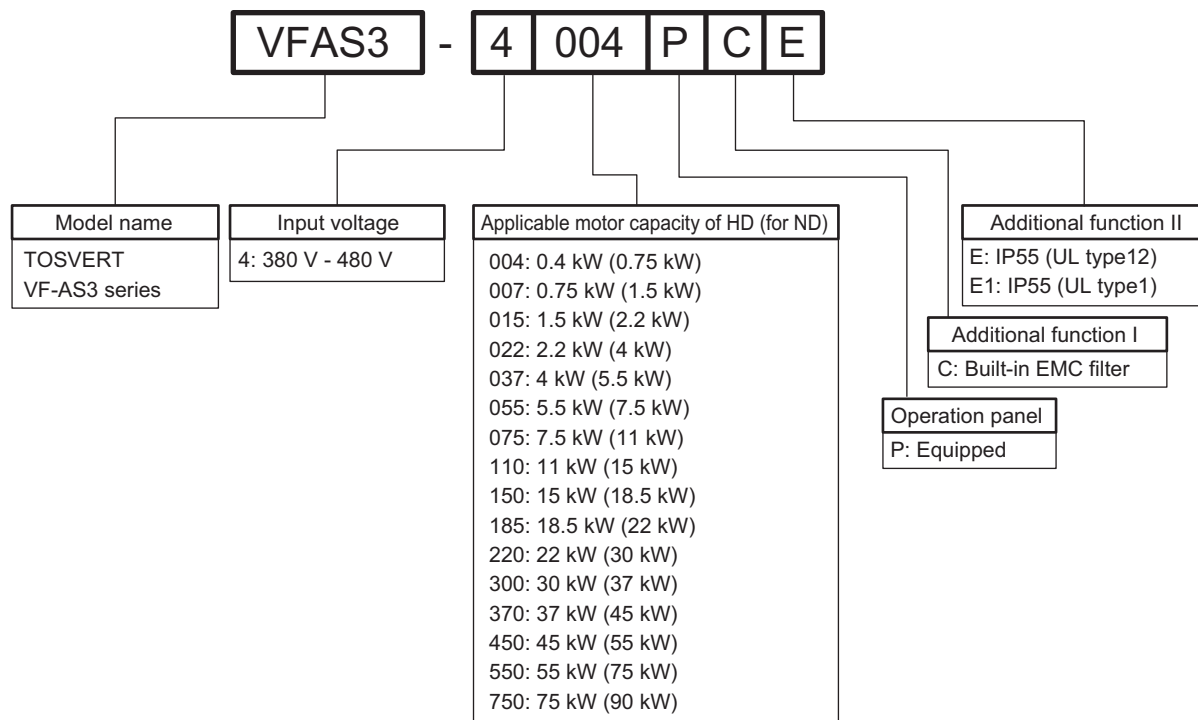 VFAS3 - 4 004 P C E
Model name
TOSVERT
VF-AS3 series
Input voltage
4: 380 V - 480 V
Applicable motor capacity of HD (for ND)
004: 0.4 kW (0.75 kW)
007: 0.75 kW (1.5 kW)
015: 1.5 kW (2.2 kW)
022: 2.2 kW (4 kW)
037: 4 kW (5.5 kW)
055: 5.5 kW (7.5 kW)
075: 7.5 kW (11 kW)
110: 11 kW (15 kW)
150: 15 kW (18.5 kW)
185: 18.5 kW (22 kW)
220: 22 kW (30 kW)
300: 30 kW (37 kW)
370: 37 kW (45 kW)
450: 45 kW (55 kW)
550: 55 kW (75 kW)
750: 75 kW (90 kW)
Additional function II
E: IP55 (UL type12)
E1: IP55 (UL type1)
Additional function I
C: Built-in EMC filter
Operation panel
P: Equipped